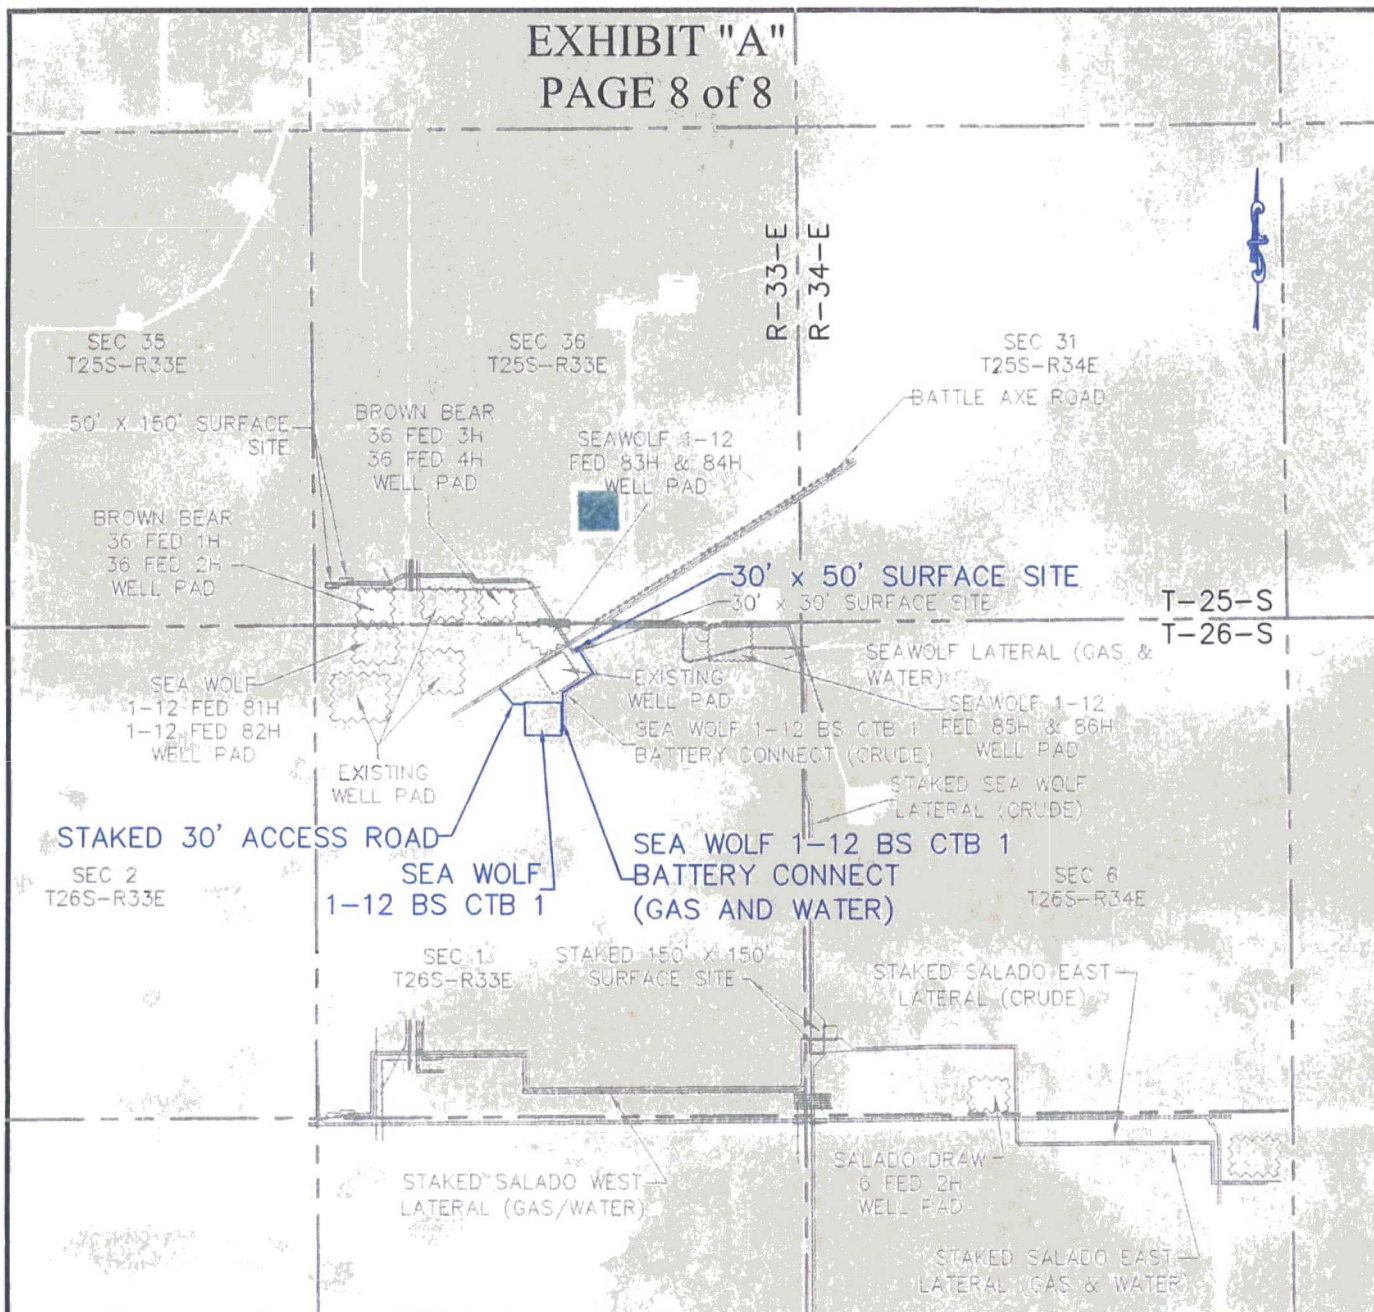 EXHIBIT "A"
PAGE 8 of 8
R-33-E
R-34-E
SEC 35
T25S-R33E
SEC 36
T25S-R33E
SEC 31
T25S-R34E
BATTLE AXE ROAD
50' X 150' SURFACE
SITE
BROWN BEAR
36 FED 3H
36 FED 4H
WELL PAD
SEAWOLF 1-12
FED 83H & 84H
WELL PAD
BROWN BEAR
36 FED 1H
36 FED 2H
WELL PAD
30' x 50' SURFACE SITE
30' x 30' SURFACE SITE
T-25-S
T-26-S
SEAWOLF LATERAL (GAS &
WATER)
SEA WOLF
1-12 FED 81H
1-12 FED 82H
WELL PAD
EXISTING
WELL PAD
SEAWOLF 1-12
FED 85H & 86H
WELL PAD
SEA WOLF 1-12 BS CTB 1
BATTERY CONNECT (CRUDE)
EXISTING
WELL PAD
STAKED SEA WOLF
LATERAL (CRUDE)
STAKED 30' ACCESS ROAD
SEA WOLF
1-12 BS CTB 1
SEA WOLF 1-12 BS CTB 1
BATTERY CONNECT
(GAS AND WATER)
SEC 2
T26S-R33E
SEC 6
T26S-R34E
SEC 1
T26S-R33E
STAKED 150' X 150'
SURFACE SITE
STAKED SALADO EAST
LATERAL (CRUDE)
STAKED SALADO WEST
LATERAL (GAS/WATER)
SALADO DRAW
6 FED 2H
WELL PAD
STAKED SALADO EAST
LATERAL GAS & WATER